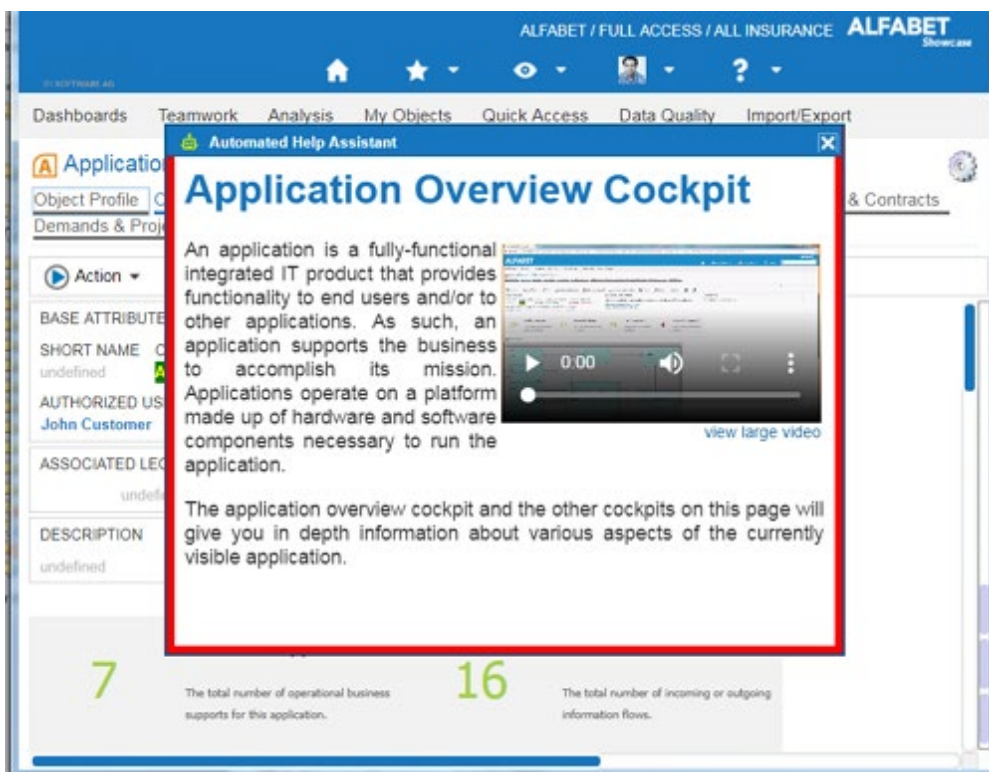 ALFABET / FULL ACCESS / ALL INSURANCE ALFABET
Showcase
BY SOFTWARE AG
Dashboards Teamwork Analysis My Objects Quick Access Data Quality Import/Export
Automated Help Assistant
A Applicatio
Object Profile & Contracts
Demands & Proj
Action
Application Overview Cockpit
An application is a fully-functional
integrated IT product that provides
functionality to end users and/or to
other applications. As such, an
application supports the business
to accomplish its mission.
Applications operate on a platform
made up of hardware and software
components necessary to run the
application.
0:00
view large video
The application overview cockpit and the other cockpits on this page will
give you in depth information about various aspects of the currently
visible application.
BASE ATTRIBUTE
SHORT NAME
undefined
AUTHORIZED US
John Customer
ASSOCIATED LEG
undefi
DESCRIPTION
undefined
7
The total number of operational business
supports for this application.
16
The total number of incoming or outgoing
information flows.